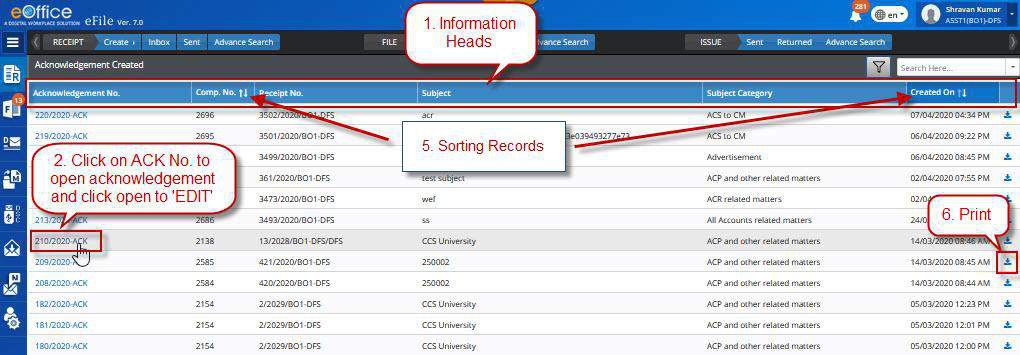 eOffice
A DIGITAL WORKPLACE SOLUTION
eFile Ver. 7.0
281
en
Shravan Kumar
ASST1(BO1)-DFS
1. Information
Heads
RECEIPT Create Inbox Sent Advance Search FILE Advance Search ISSUE Sent Returned Advance Search
Acknowledgement Created
Search Here...
13
Acknowledgement No. Comp. No. Receipt No. Subject Subject Category Created On
220/2020-ACK 2696 3502/2020/BO1-DFS acr ACS to CM 07/04/2020 04:34 PM
219/2020-ACK 2695 3501/2020/BO1-DFS 3e039493277e73 ACS to CM 06/04/2020 09:22 PM
5. Sorting Records
3499/2020/BO1-DFS Advertisement 06/04/2020 08:45 PM
2. Click on ACK No. to
open acknowledgement
and click open to 'EDIT'
361/2020/BO1-DFS test subject ACP and other related matters 02/04/2020 07:55 PM
3473/2020/BO1-DFS wef ACR related matters 02/04
213/2020-ACK 2686 3493/2020/BO1-DFS ss All Accounts related matters
6. Print
210/2020-ACK 2138 13/2028/BO1-DFS/DFS CCS University ACP and other related matters 14/03/2020 08:46 AM
209/2020- 2585 421/2020/BO1-DFS 250002 ACP and other related matters 14/03/2020 08:45 AM
208/2020-ACK 2584 420/2020/BO1-DFS 250002 ACP and other related matters 14/03/2020 08:44 AM
182/2020-ACK 2154 2/2029/BO1-DFS CCS University ACP and other related matters 05/03/2020 12:23 PM
181/2020-ACK 2154 2/2029/BO1-DFS CCS University ACP and other related matters 05/03/2020 12:01 PM
180/2020-ACK 2154 2/2029/BO1-DFS CCS University ACP and other related matters 05/03/2020 12:00 PM